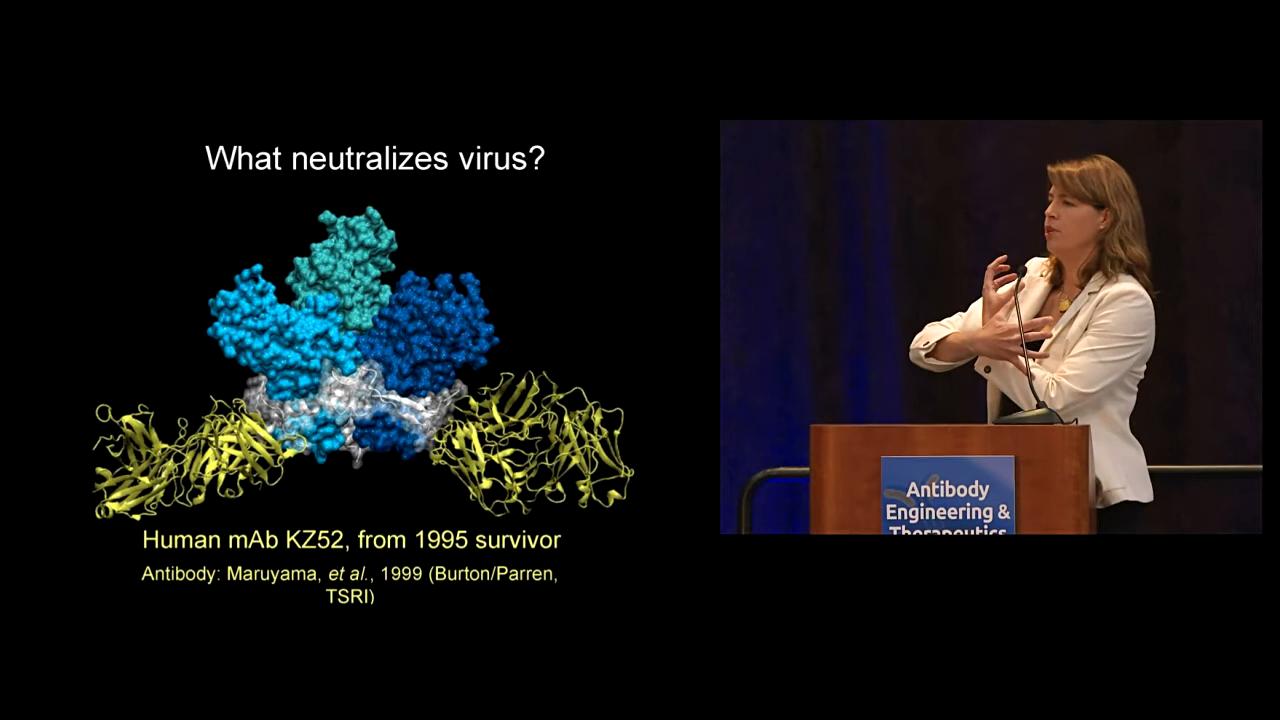 What neutralizes virus?
Human mAb KZ52, from 1995 survivor
Antibody: Maruyama, et al., 1999 (Burton/Parren,
TSRI)
Antibody
Engineering &
Therapeutics